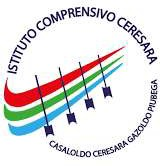 ISTITUTO COMPRENSIVO CERESARA
CASALOLDO CERESARA GAZOLDO PIUBEGA